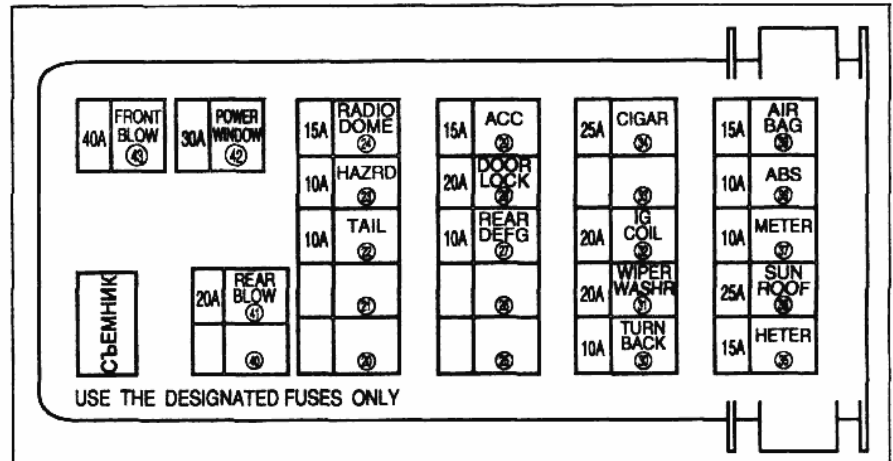 40A FRONT BLOW 43
30A POWER WINDOW 42
СЪЕМНИК
20A REAR BLOW 41
40
15A RADIO DOME 24
10A HAZRD 23
10A TAIL 22
21
20
15A ACC 29
20A DOOR LOCK 28
10A REAR DEFG 27
26
25
25A CIGAR 34
33
20A IG COIL 32
20A WIPER WASHR 31
10A TURN BACK 30
15A AIR BAG 39
10A ABS 38
10A METER 37
25A SUN ROOF 36
15A HETER 35
USE THE DESIGNATED FUSES ONLY